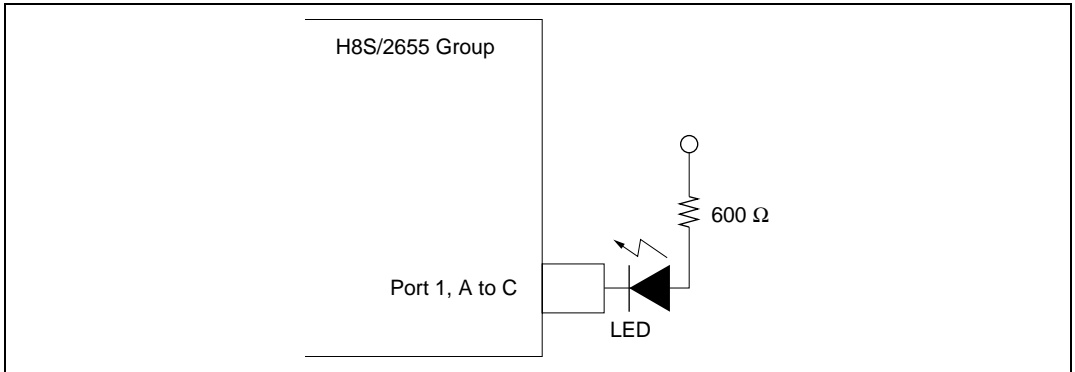 H8S/2655 Group
600 Ω
Port 1, A to C
LED